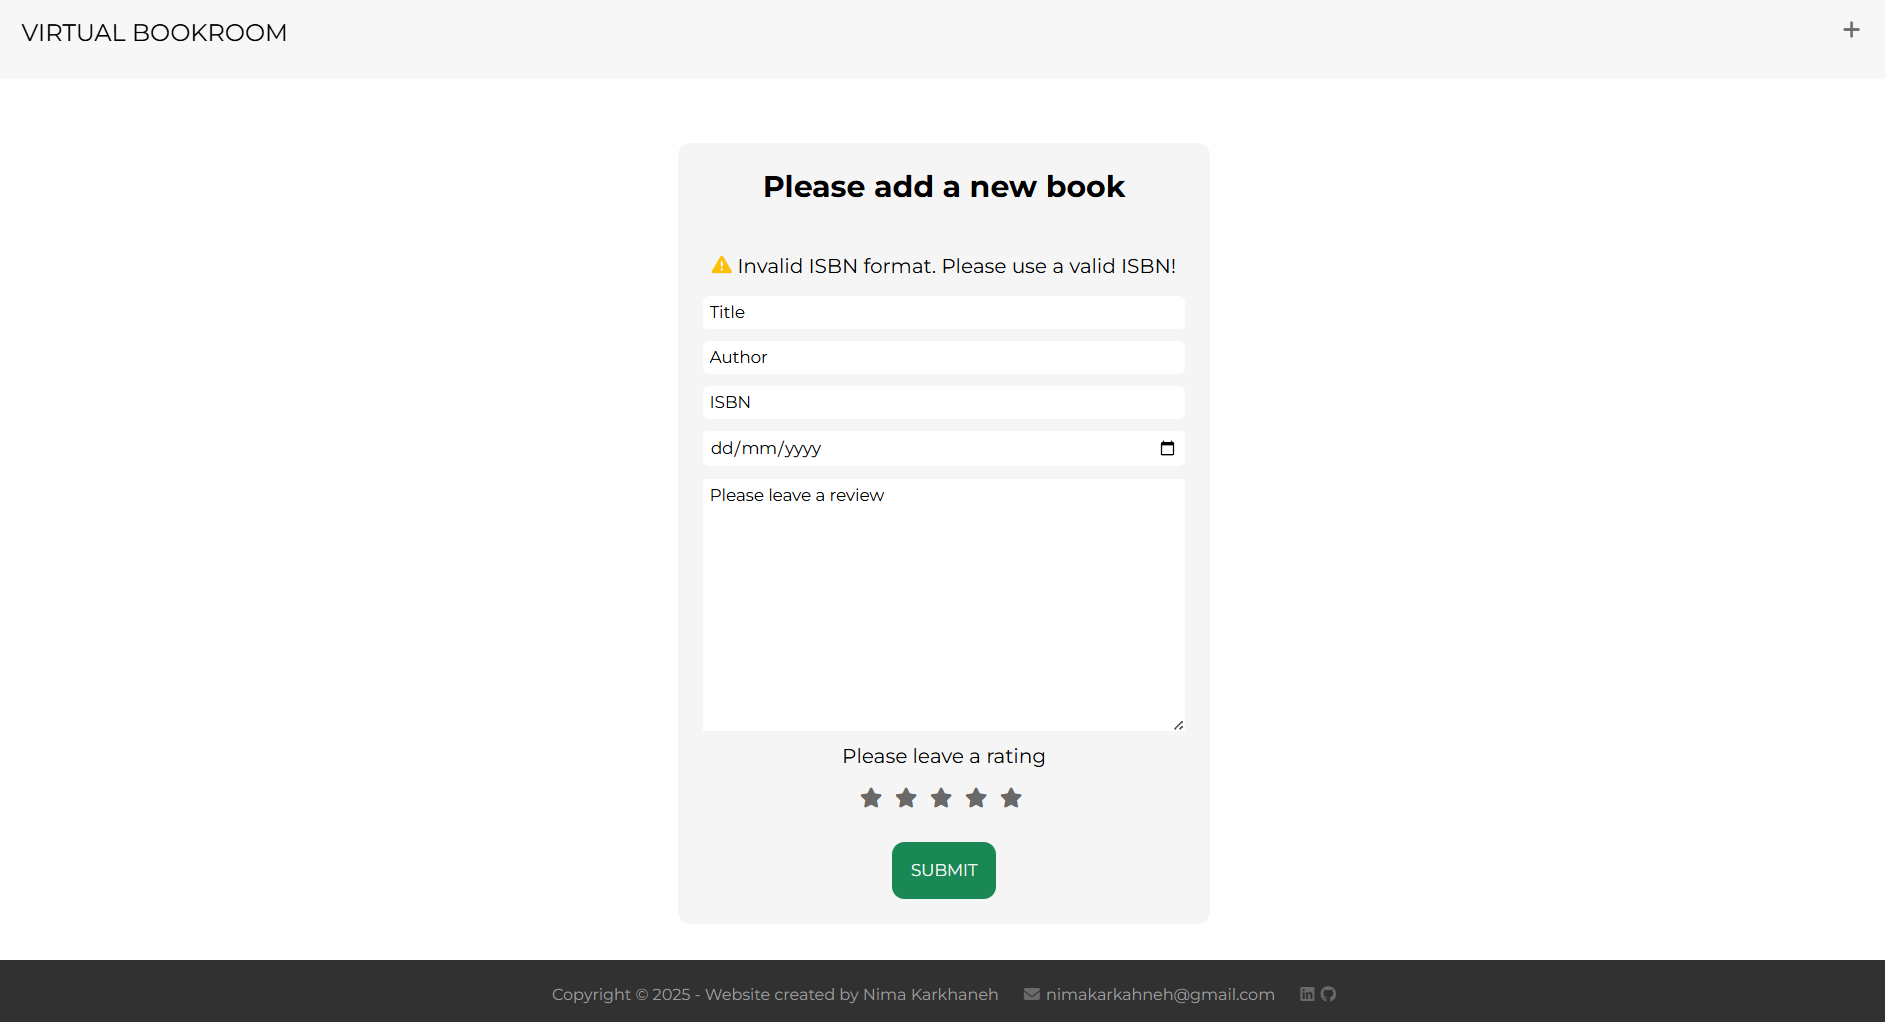 VIRTUAL BOOKROOM
Please add a new book
Invalid ISBN format. Please use a valid ISBN!
Title
Author
ISBN
dd/mm/yyyy
Please leave a review
Please leave a rating
SUBMIT
Copyright © 2025 - Website created by Nima Karkhaneh nimakarkahneh@gmail.com